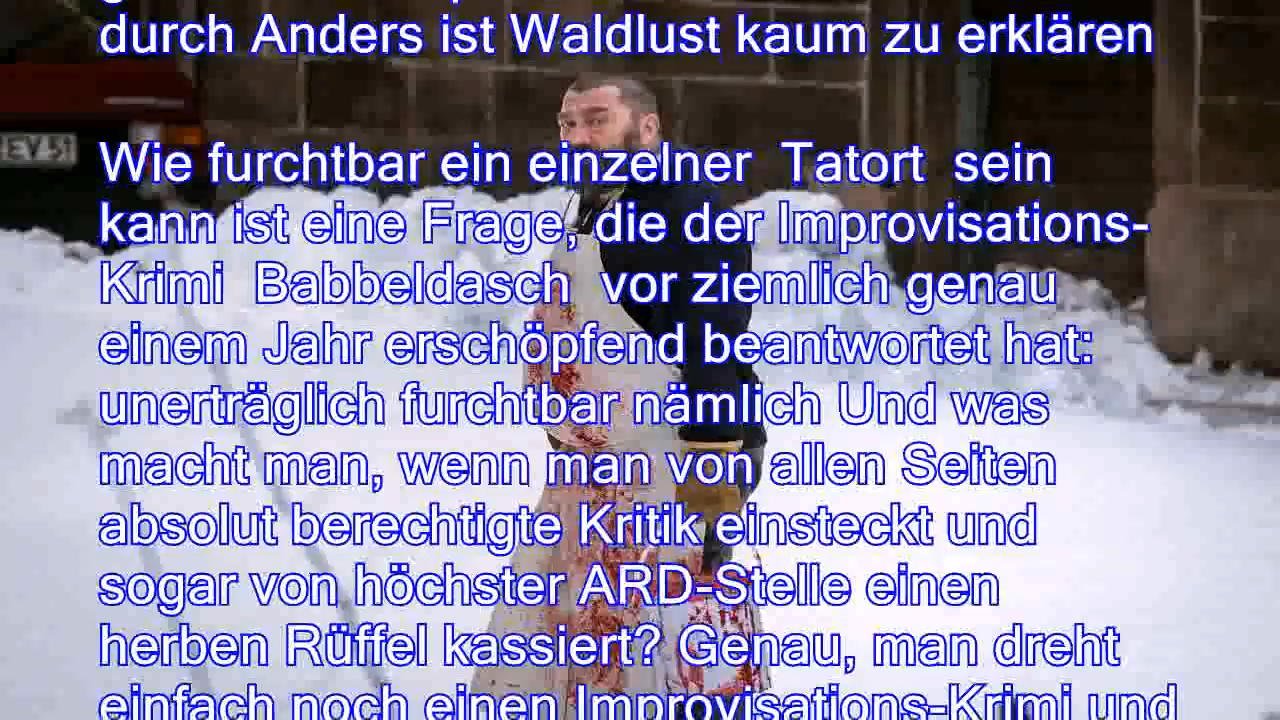 durch Anders ist Waldlust kaum zu erklären
Wie furchtbar ein einzelner Tatort sein
kann ist eine Frage, die der Improvisations-
Krimi Babbeldasch vor ziemlich genau
einem Jahr erschöpfend beantwortet hat:
unerträglich furchtbar nämlich Und was
macht man, wenn man von allen Seiten
absolut berechtigte Kritik einsteckt und
sogar von höchster ARD-Stelle einen
herben Rüffel kassiert? Genau, man dreht
einfach noch einen Improvisations-Krimi und